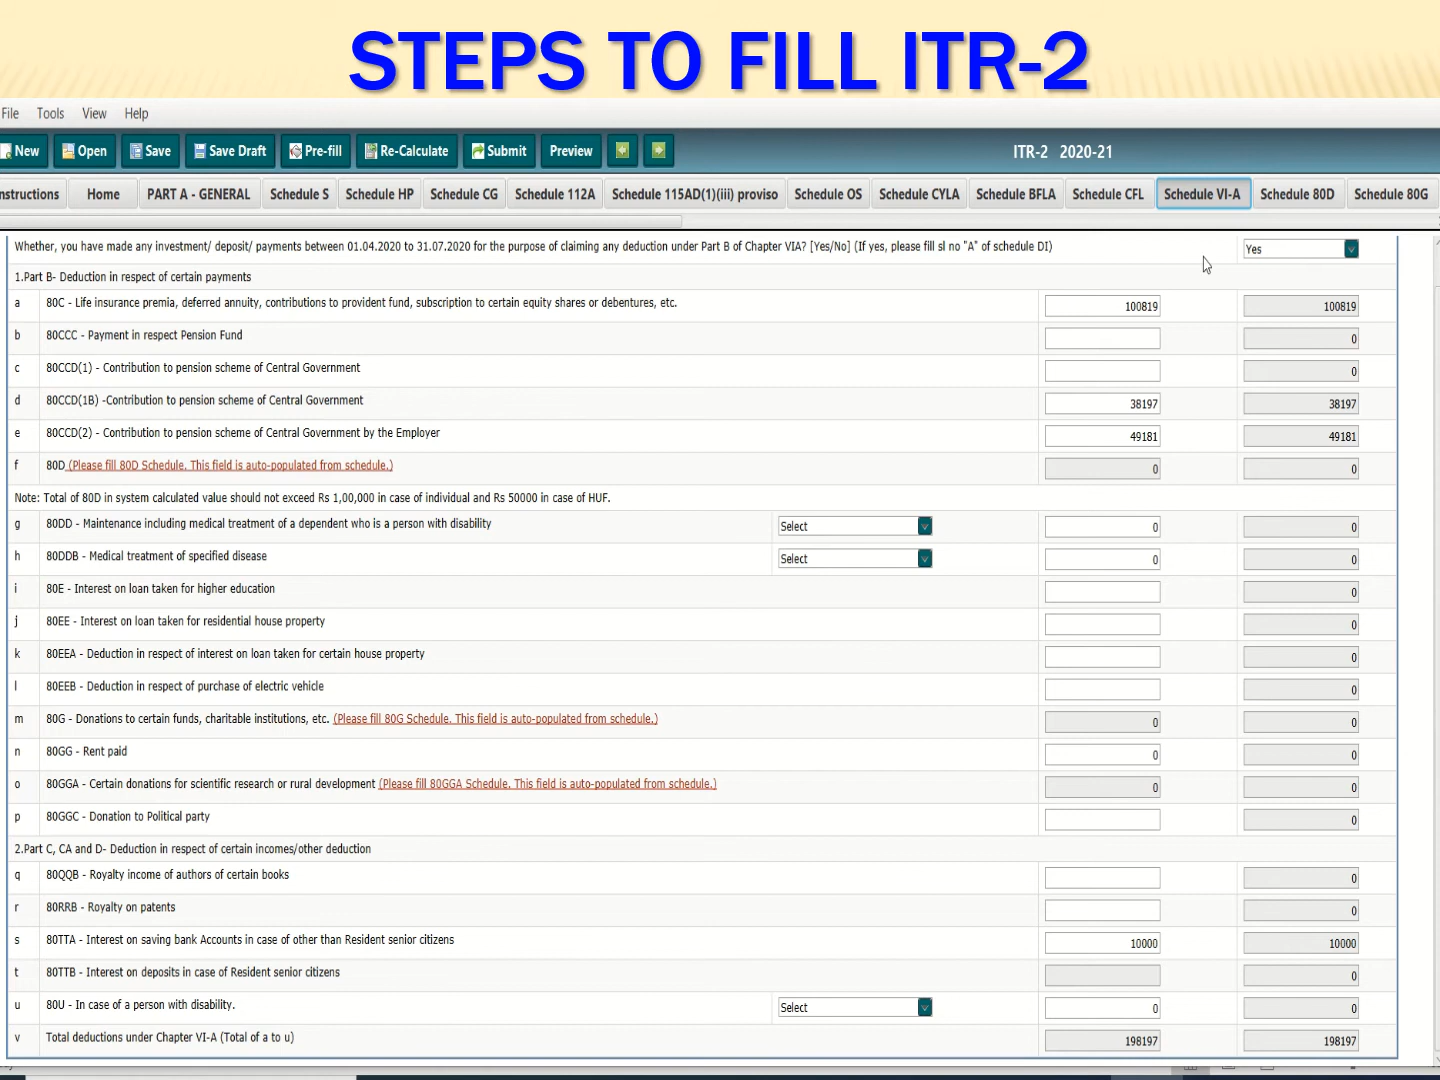 STEPS TO FILL ITR-2
File Tools View Help
New Open Save Save Draft Pre-fill Re-Calculate Submit Preview ITR-2 2020-21
nstructions Home PART A - GENERAL Schedule S Schedule HP Schedule CG Schedule 112A Schedule 115AD(1)(iii) proviso Schedule OS Schedule CYLA Schedule BFLA Schedule CFL Schedule VI-A Schedule 80D Schedule 80G
Whether, you have made any investment/ deposit/ payments between 01.04.2020 to 31.07.2020 for the purpose of claiming any deduction under Part B of Chapter VIA? [Yes/No] (If yes, please fill sl no "A" of schedule DI) Yes
1.Part B- Deduction in respect of certain payments
a 80C - Life insurance premia, deferred annuity, contributions to provident fund, subscription to certain equity shares or debentures, etc. 100819 100819
b 80CCC - Payment in respect Pension Fund 0
c 80CCD(1) - Contribution to pension scheme of Central Government 0
d 80CCD(1B) -Contribution to pension scheme of Central Government 38197 38197
e 80CCD(2) - Contribution to pension scheme of Central Government by the Employer 49181 49181
f 80D (Please fill 80D Schedule. This field is auto-populated from schedule.) 0 0
Note: Total of 80D in system calculated value should not exceed Rs 1,00,000 in case of individual and Rs 50000 in case of HUF.
g 80DD - Maintenance including medical treatment of a dependent who is a person with disability Select 0 0
h 80DDB - Medical treatment of specified disease Select 0 0
i 80E - Interest on loan taken for higher education 0
j 80EE - Interest on loan taken for residential house property 0
k 80EEA - Deduction in respect of interest on loan taken for certain house property 0
l 80EEB - Deduction in respect of purchase of electric vehicle 0
m 80G - Donations to certain funds, charitable institutions, etc. (Please fill 80G Schedule. This field is auto-populated from schedule.) 0 0
n 80GG - Rent paid 0 0
o 80GGA - Certain donations for scientific research or rural development (Please fill 80GGA Schedule. This field is auto-populated from schedule.) 0 0
p 80GGC - Donation to Political party 0
2.Part C, CA and D- Deduction in respect of certain incomes/other deduction
q 80QQB - Royalty income of authors of certain books 0
r 80RRB - Royalty on patents 0
s 80TTA - Interest on saving bank Accounts in case of other than Resident senior citizens 10000 10000
t 80TTB - Interest on deposits in case of Resident senior citizens 0
u 80U - In case of a person with disability. Select 0 0
v Total deductions under Chapter VI-A (Total of a to u) 198197 198197